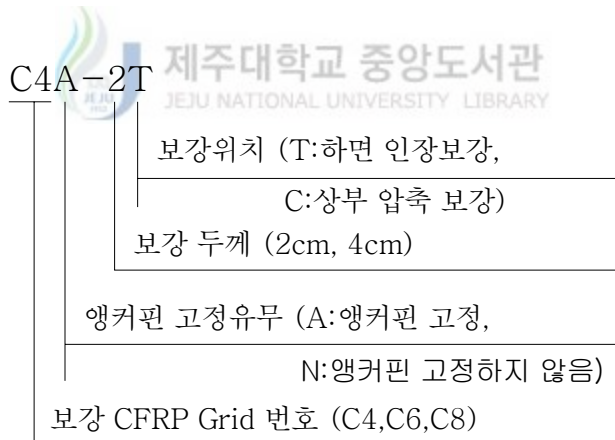 제주대학교 중앙도서관
JEJU NATIONAL UNIVERSITY LIBRARY
C4A-2T
보강위치 (T:하면 인장보강,
C:상부 압축 보강)
보강 두께 (2cm, 4cm)
앵커핀 고정유무 (A:앵커핀 고정,
N:앵커핀 고정하지 않음)
보강 CFRP Grid 번호 (C4,C6,C8)